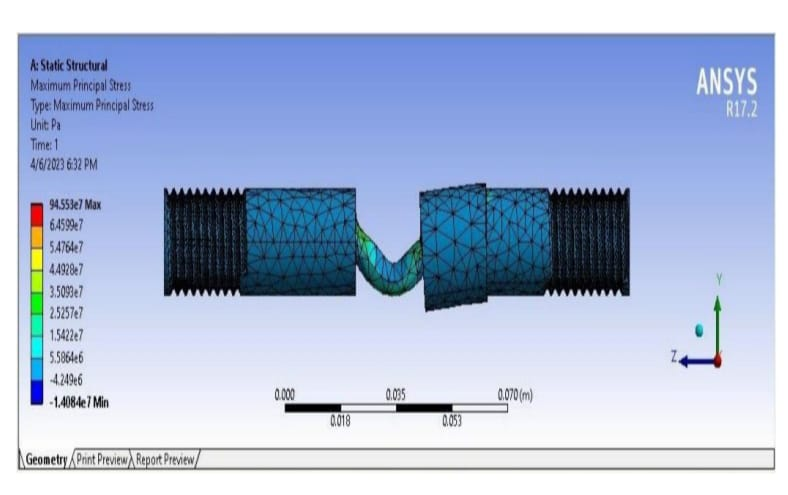 A: Static Structural
Maximum Principal Stress
Type: Maximum Principal Stress
Unit: Pa
Time: 1
4/6/2023 6:32 PM
94.553e7 Max
6.4599e7
5.4764e7
4.4928e7
3.5093e7
2.5257e7
1.5422e7
5.5864e6
-4.249e6
-1.4084e7 Min
ANSYS
R17.2
Y
Z
0.000 0.035 0.070 (m)
0.018 0.053
Geometry Print Preview Report Preview